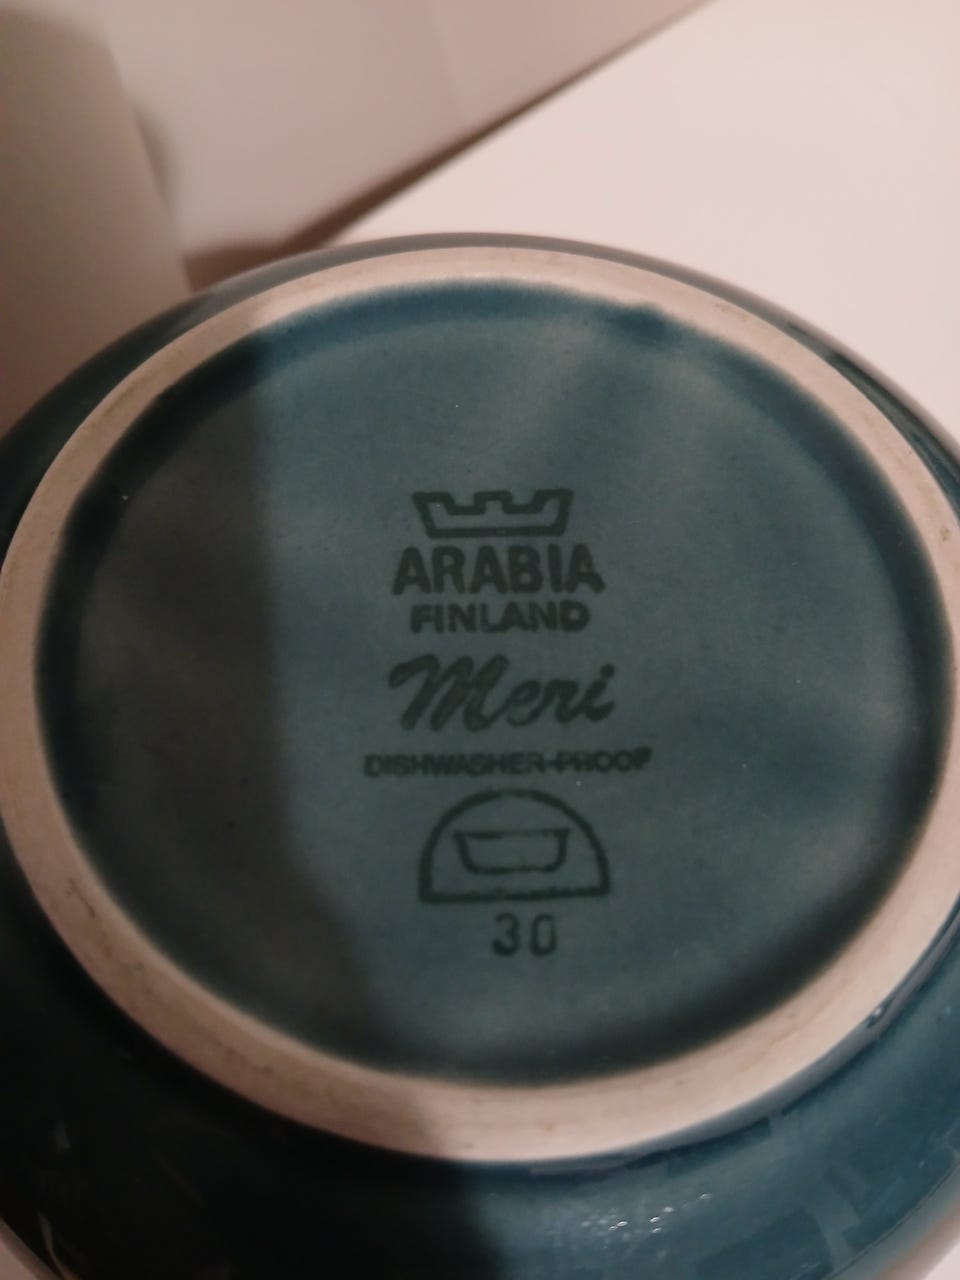 ARABIA
FINLAND
Meri
DISHWASHER-PROOF
30